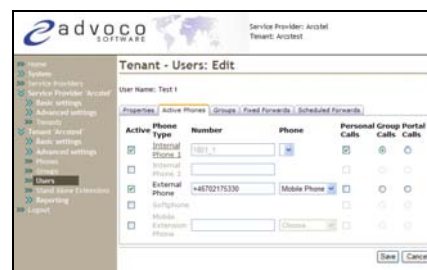 advoco
SOFTWARE
Service Provider: Arcstel
Tenant: Arcstest
Home
System
Service Providers
Service Provider 'Arcstel'
Basic settings
Advanced settings
Tenants
Tenant 'Arcstest'
Basic settings
Advanced settings
Phones
Groups
Users
Stand alone Extensions
Reporting
Logout
Tenant - Users: Edit
User Name: Test 1
Properties Active Phones Groups Fixed Forwards Scheduled Forwards
Active Phone Type Number Phone Personal Calls Group Calls Portal Calls
Internal Phone 1 1001_1
Internal Phone 2
External Phone +46702175330 Mobile Phone
Softphone
Mobile Extension Phone Choose
Save Cancel